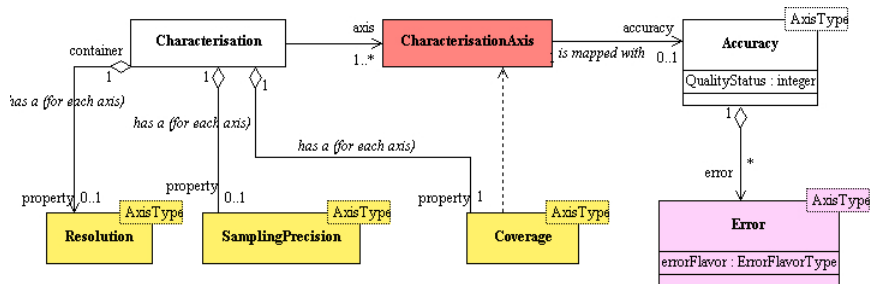 AxisType
axis
accuracy
container
Characterisation
CharacterisationAxis
Accuracy
1
1
1
1..*
1
is mapped with
0..1
QualityStatus : integer
has a (for each axis)
has a (for each axis)
1
has a (for each axis)
*
error
property
0..1
property
0..1
property
1
AxisType
AxisType
AxisType
AxisType
Resolution
SamplingPrecision
Coverage
Error
errorFlavor : ErrorFlavorType